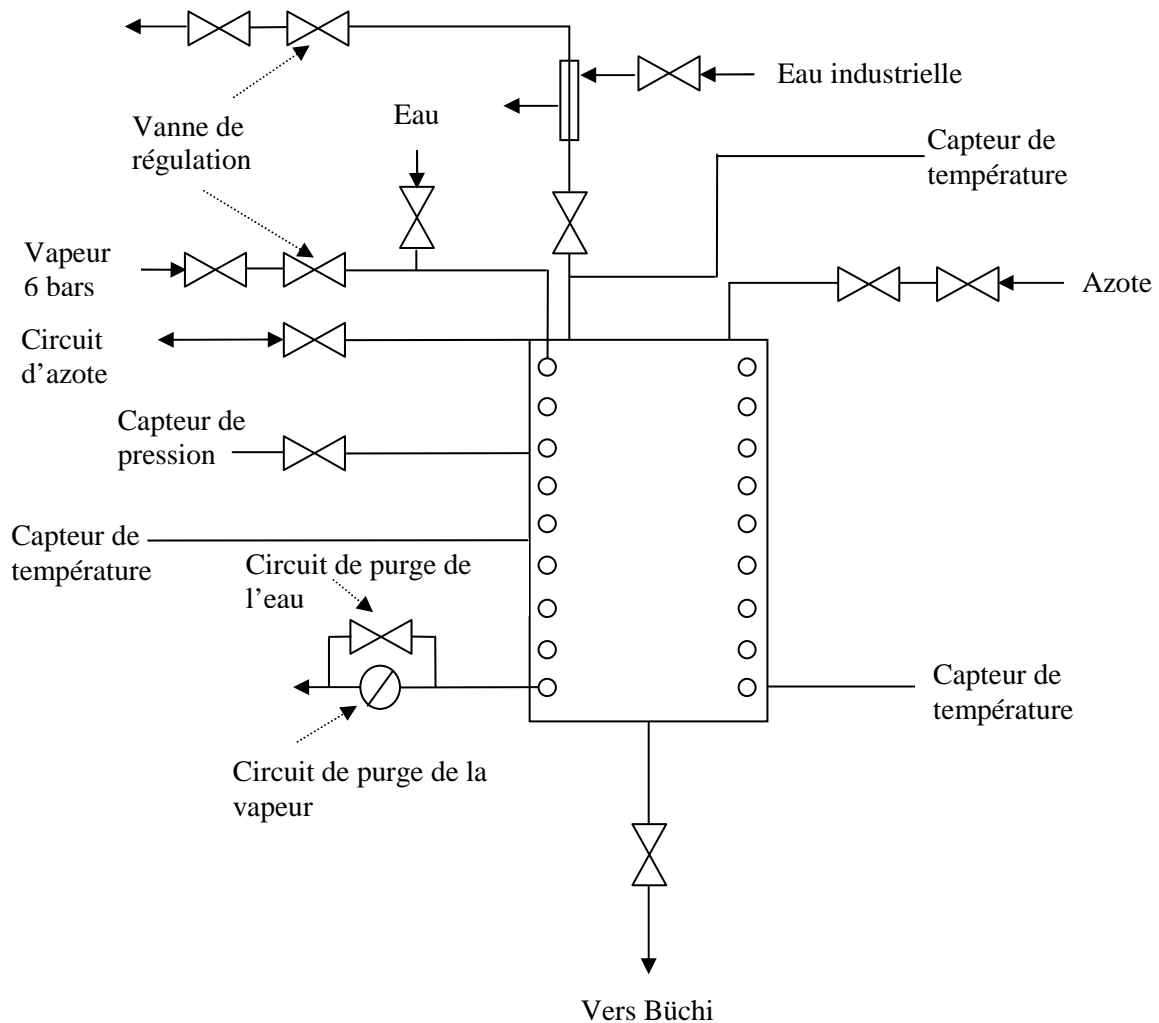 Eau industrielle
Eau
Vanne de
régulation
Capteur de
température
Vapeur
6 bars
Azote
Circuit
d’azote
Capteur de
pression
Capteur de
température
Circuit de purge de
l’eau
Capteur de
température
Circuit de purge de la
vapeur
Vers Büchi